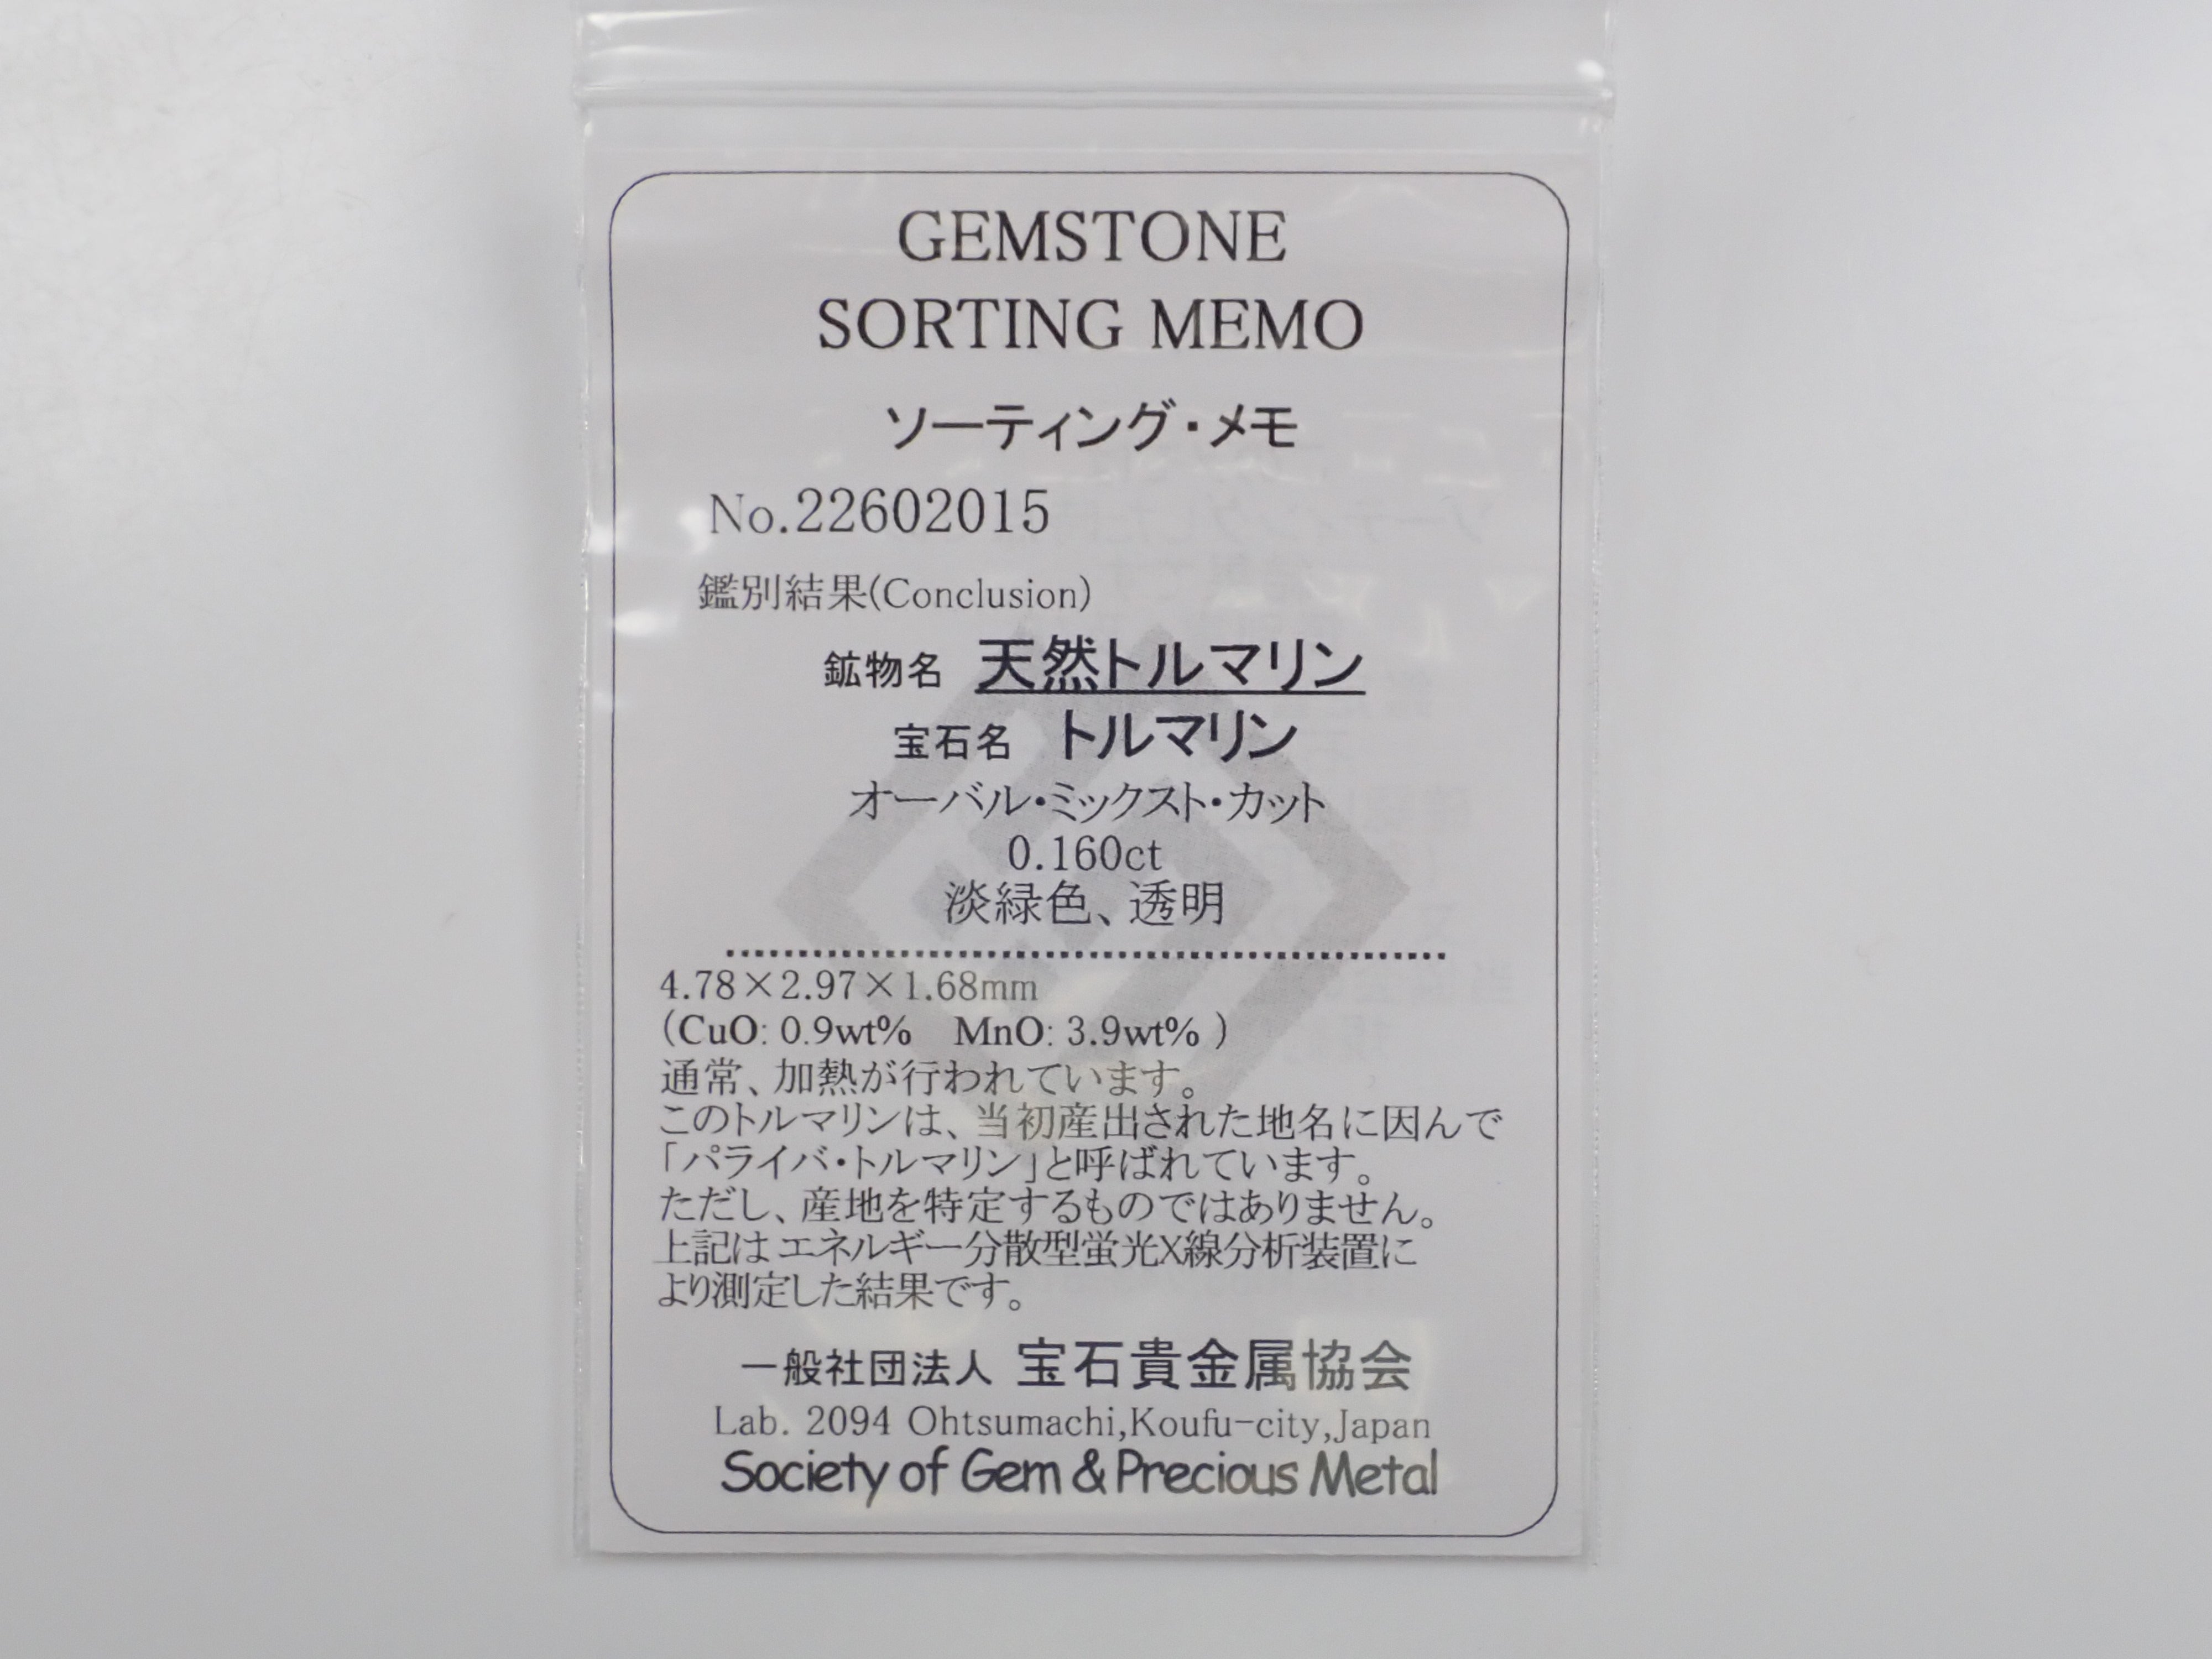 GEMSTONE
SORTING MEMO
ソーティング・メモ
No.22602015
鑑別結果(Conclusion)
鉱物名 天然トルマリン
宝石名 トルマリン
オーバル・ミックスト・カット
0.160ct
淡緑色、透明
4.78×2.97×1.68mm
(CuO: 0.9wt% MnO: 3.9wt% )
通常、加熱が行われています。
このトルマリンは、当初産出された地名に因んで
「パライバ・トルマリン」と呼ばれています。
ただし、産地を特定するものではありません。
上記は エネルギー分散型蛍光X線分析装置に
より測定した結果です。
一般社団法人 宝石貴金属協会
Lab. 2094 Ohtsumachi,Koufu-city,Japan
Society of Gem & Precious Metal